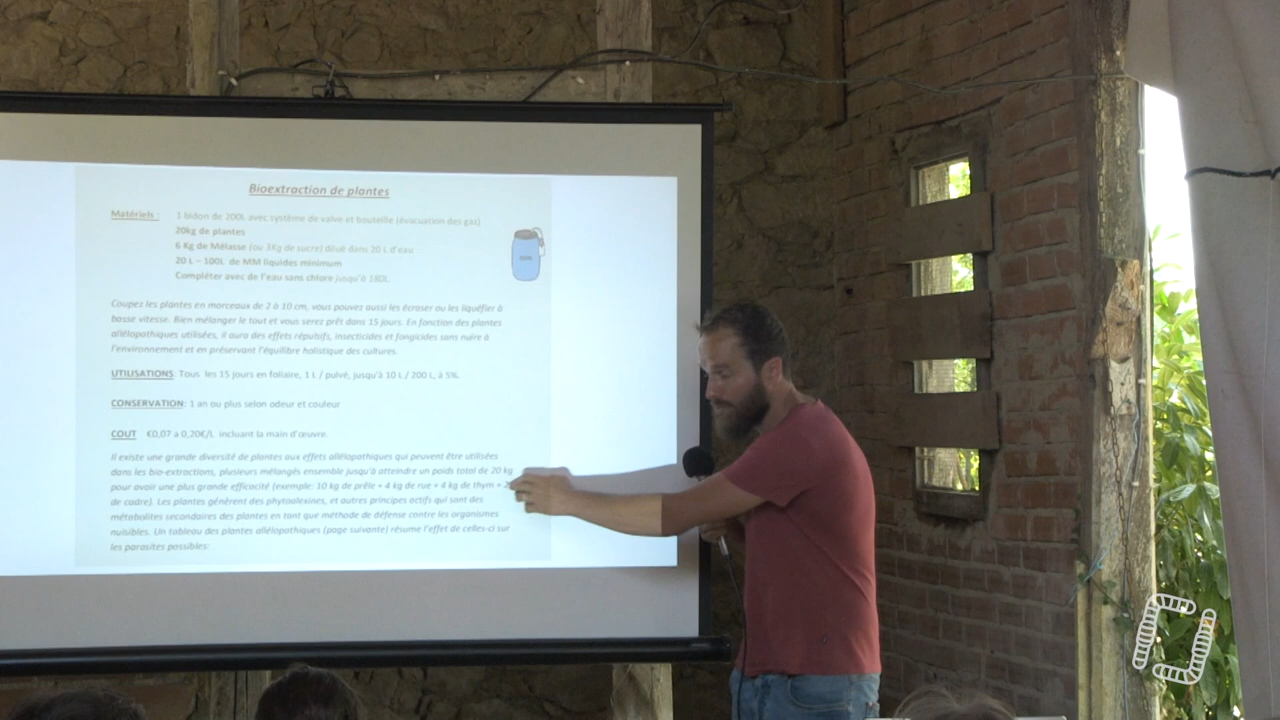 Bioextraction de plantes
Matériels : 1 bidon de 200L avec système de valve et bouteille (évacuation des gaz)
20kg de plantes
6 Kg de Mélasse (ou 3Kg de sucre) dilué dans 20 L d'eau
20 L – 100L de MM liquides minimum
Compléter avec de l'eau sans chlore jusqu'à 180L.
Coupez les plantes en morceaux de 2 à 10 cm, vous pouvez aussi les écraser ou les liquéfier à
basse vitesse. Bien mélanger le tout et vous serez prêt dans 15 jours. En fonction des plantes
allélopathiques utilisées, il aura des effets répulsifs, insecticides et fongicides sans nuire à
l'environnement et en préservant l'équilibre holistique des cultures.
UTILISATIONS: Tous les 15 jours en foliaire, 1 L / pulvé, jusqu'à 10 L / 200 L, à 5%.
CONSERVATION: 1 an ou plus selon odeur et couleur
COUT €0,07 a 0,20€/L incluant la main d'œuvre.
Il existe une grande diversité de plantes aux effets allélopathiques qui peuvent être utilisées
dans les bio-extractions, plusieurs mélangés ensemble jusqu'à atteindre un poids total de 20 kg
pour avoir une plus grande efficacité (exemple: 10 kg de prêle + 4 kg de rue + 4 kg de thym + 2
de cadre). Les plantes génèrent des phytoalexines, et autres principes actifs qui sont des
métabolites secondaires des plantes en tant que méthode de défense contre les organismes
nuisibles. Un tableau des plantes allélopathiques (page suivante) résume l'effet de celles-ci sur
les parasites possibles: